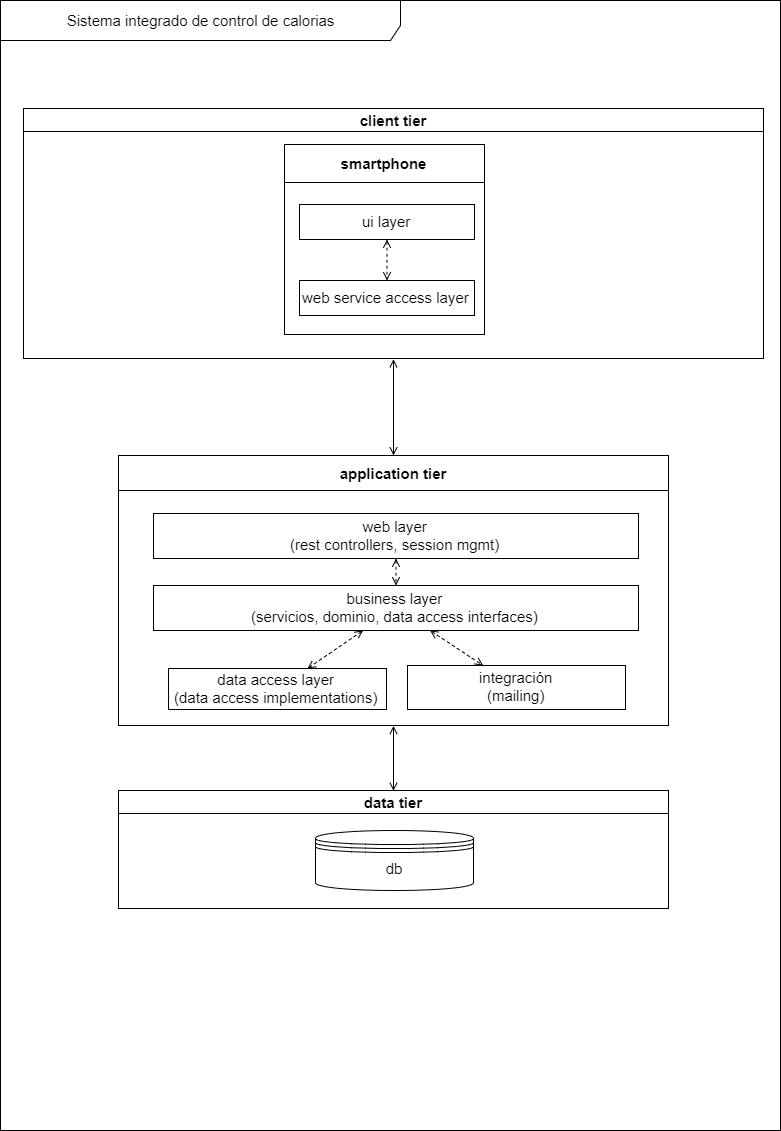 Sistema integrado de control de calorias
client tier
smartphone
ui layer
web service access layer
application tier
web layer
(rest controllers, session mgmt)
business layer
(servicios, dominio, data access interfaces)
data access layer
(data access implementations)
integración
(mailing)
data tier
db